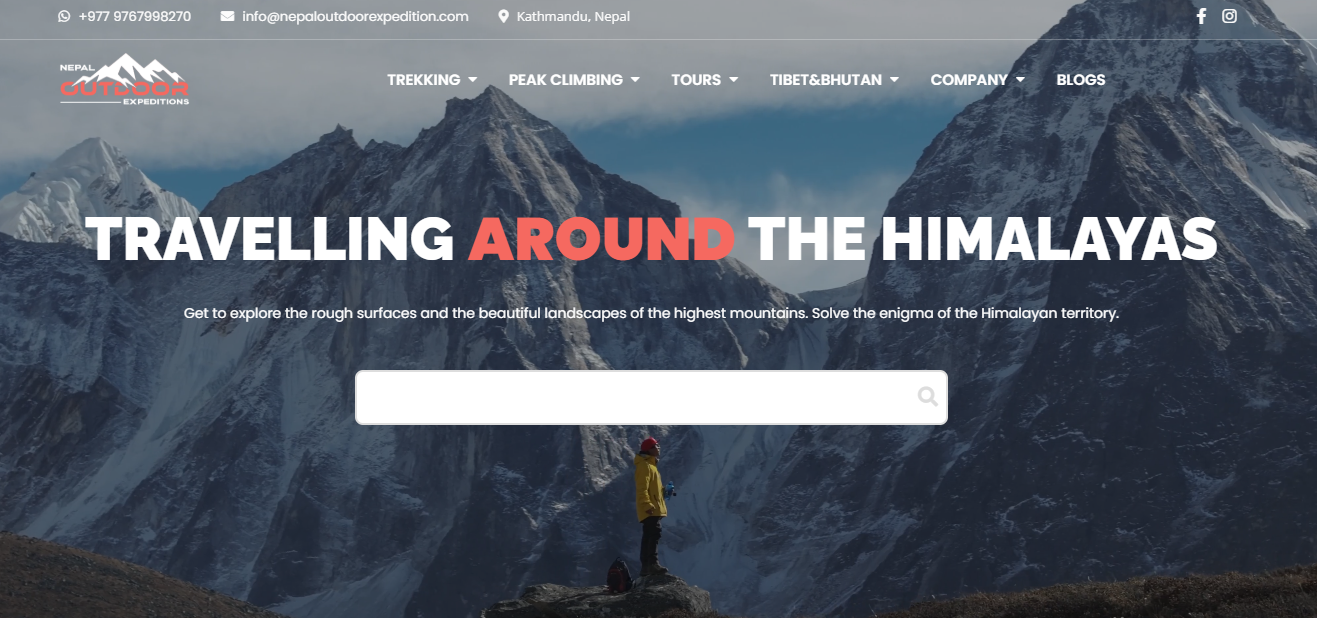 +977 9767998270 info@nepaloutdoorexpedition.com Kathmandu, Nepal
NEPAL
OUTDOOR
EXPEDITIONS
TREKKING PEAK CLIMBING TOURS TIBET&BHUTAN COMPANY BLOGS
TRAVELLING AROUND THE HIMALAYAS
Get to explore the rough surfaces and the beautiful landscapes of the highest mountains. Solve the enigma of the Himalayan territory.